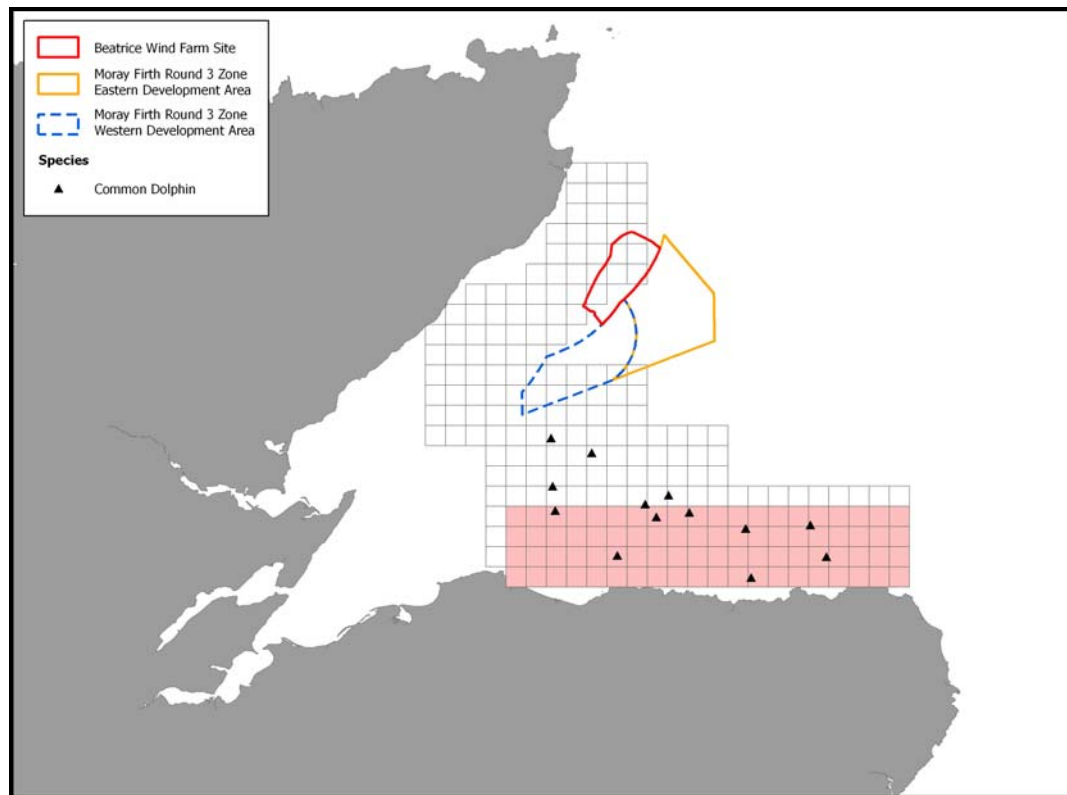 Beatrice Wind Farm Site
Moray Firth Round 3 Zone
Eastern Development Area
Moray Firth Round 3 Zone
Western Development Area
Species
Common Dolphin